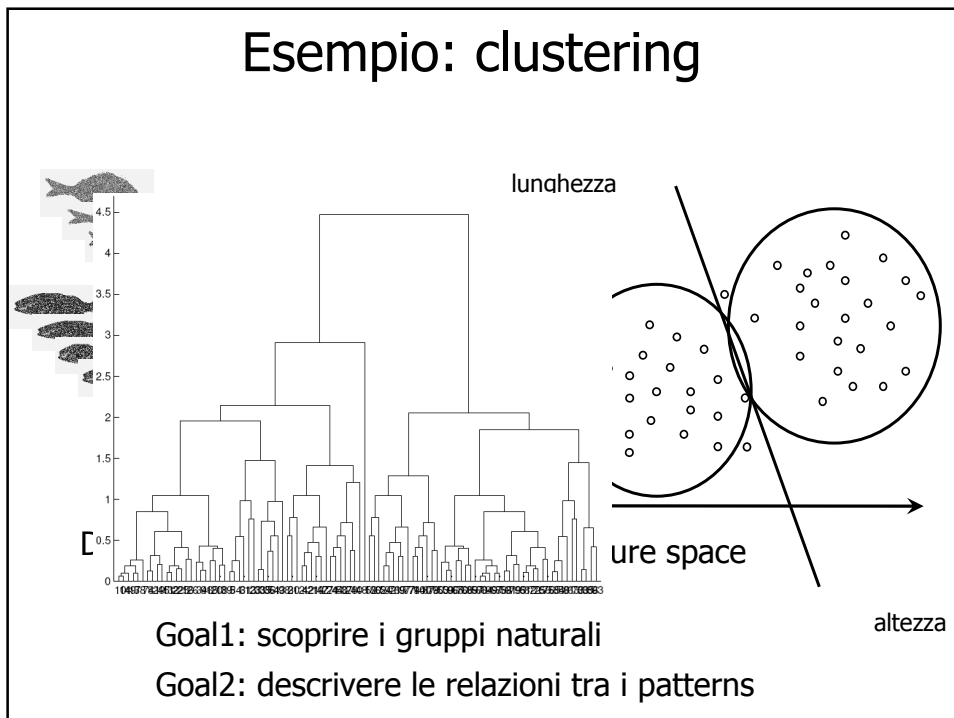 Esempio: clustering
lunghezza
4.5
4
3.5
3
2.5
2
1.5
1
0.5
0
D
ure space
altezza
Goal1: scoprire i gruppi naturali
Goal2: descrivere le relazioni tra i patterns